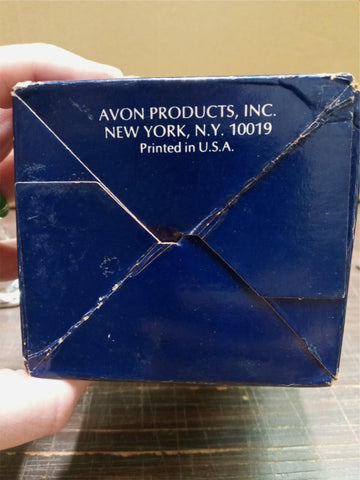 AVON PRODUCTS, INC.
NEW YORK, N.Y. 10019
Printed in U.S.A.